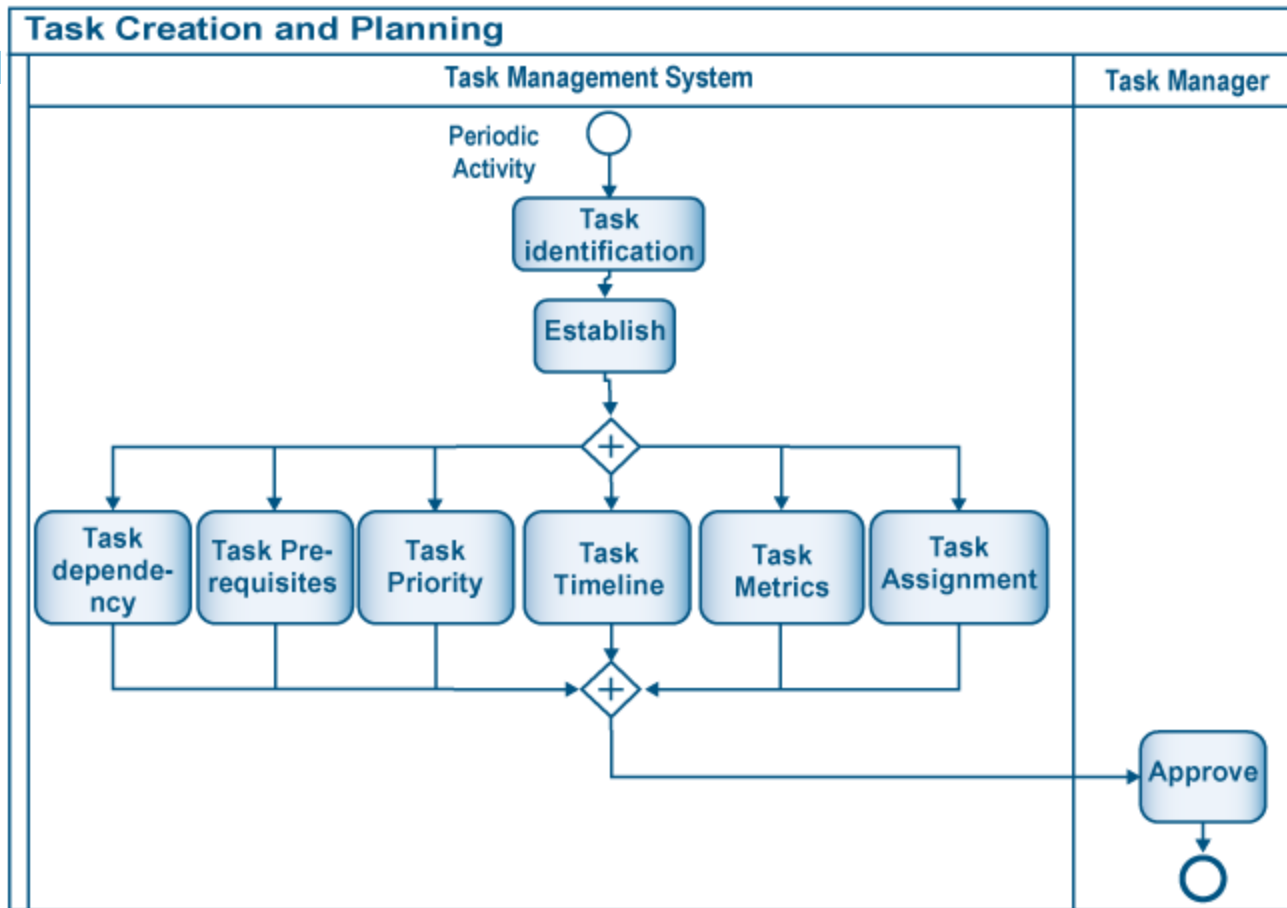 Task Creation and Planning
Task Management System
Task Manager
Periodic
Activity
Task
identification
Establish
Task
depende-
ncy
Task Pre-
requisites
Task
Priority
Task
Timeline
Task
Metrics
Task
Assignment
Approve